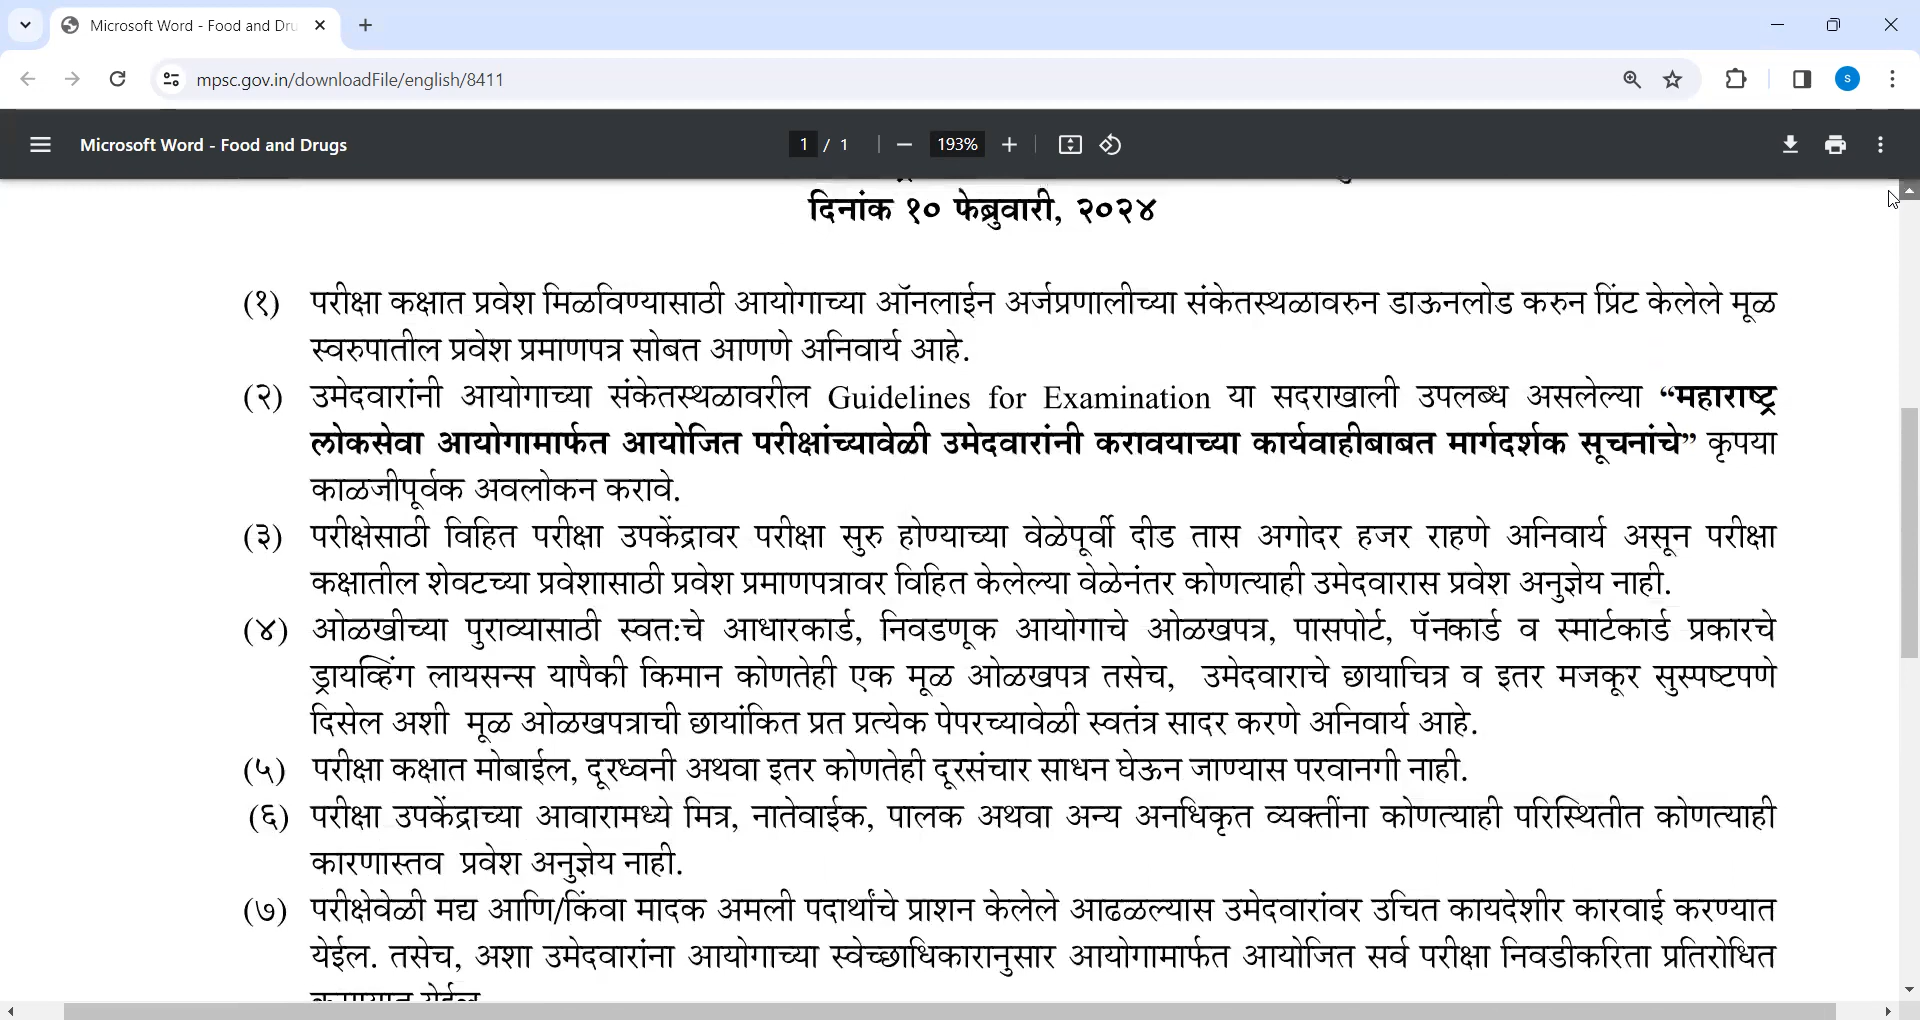 Microsoft Word - Food and Dru
mpsc.gov.in/downloadFile/english/8411
S
Microsoft Word - Food and Drugs
1 / 1
193%
दिनांक १० फेब्रुवारी, २०२४
(१) परीक्षा कक्षात प्रवेश मिळविण्यासाठी आयोगाच्या ऑनलाईन अर्जप्रणालीच्या संकेतस्थळावरुन डाऊनलोड करुन प्रिंट केलेले मूळ
स्वरुपातील प्रवेश प्रमाणपत्र सोबत आणणे अनिवार्य आहे.
(२) उमेदवारांनी आयोगाच्या संकेतस्थळावरील Guidelines for Examination या सदराखाली उपलब्ध असलेल्या “महाराष्ट्र
लोकसेवा आयोगामार्फत आयोजित परीक्षांच्यावेळी उमेदवारांनी करावयाच्या कार्यवाहीबाबत मार्गदर्शक सूचनांचे” कृपया
काळजीपूर्वक अवलोकन करावे.
(३) परीक्षेसाठी विहित परीक्षा उपकेंद्रावर परीक्षा सुरु होण्याच्या वेळेपूर्वी दीड तास अगोदर हजर राहणे अनिवार्य असून परीक्षा
कक्षातील शेवटच्या प्रवेशासाठी प्रवेश प्रमाणपत्रावर विहित केलेल्या वेळेनंतर कोणत्याही उमेदवारास प्रवेश अनुज्ञेय नाही.
(४) ओळखीच्या पुराव्यासाठी स्वत:चे आधारकार्ड, निवडणूक आयोगाचे ओळखपत्र, पासपोर्ट, पॅनकार्ड व स्मार्टकार्ड प्रकारचे
ड्रायव्हिंग लायसन्स यापैकी किमान कोणतेही एक मूळ ओळखपत्र तसेच, उमेदवाराचे छायाचित्र व इतर मजकूर सुस्पष्टपणे
दिसेल अशी मूळ ओळखपत्राची छायांकित प्रत प्रत्येक पेपरच्यावेळी स्वतंत्र सादर करणे अनिवार्य आहे.
(५) परीक्षा कक्षात मोबाईल, दूरध्वनी अथवा इतर कोणतेही दूरसंचार साधन घेऊन जाण्यास परवानगी नाही.
(६) परीक्षा उपकेंद्राच्या आवारामध्ये मित्र, नातेवाईक, पालक अथवा अन्य अनधिकृत व्यक्तींना कोणत्याही परिस्थितीत कोणत्याही
कारणास्तव प्रवेश अनुज्ञेय नाही.
(७) परीक्षेवेळी मद्य आणि/किंवा मादक अमली पदार्थांचे प्राशन केलेले आढळल्यास उमेदवारांवर उचित कायदेशीर कारवाई करण्यात
येईल. तसेच, अशा उमेदवारांना आयोगाच्या स्वेच्छाधिकारानुसार आयोगामार्फत आयोजित सर्व परीक्षा निवडीकरिता प्रतिरोधित